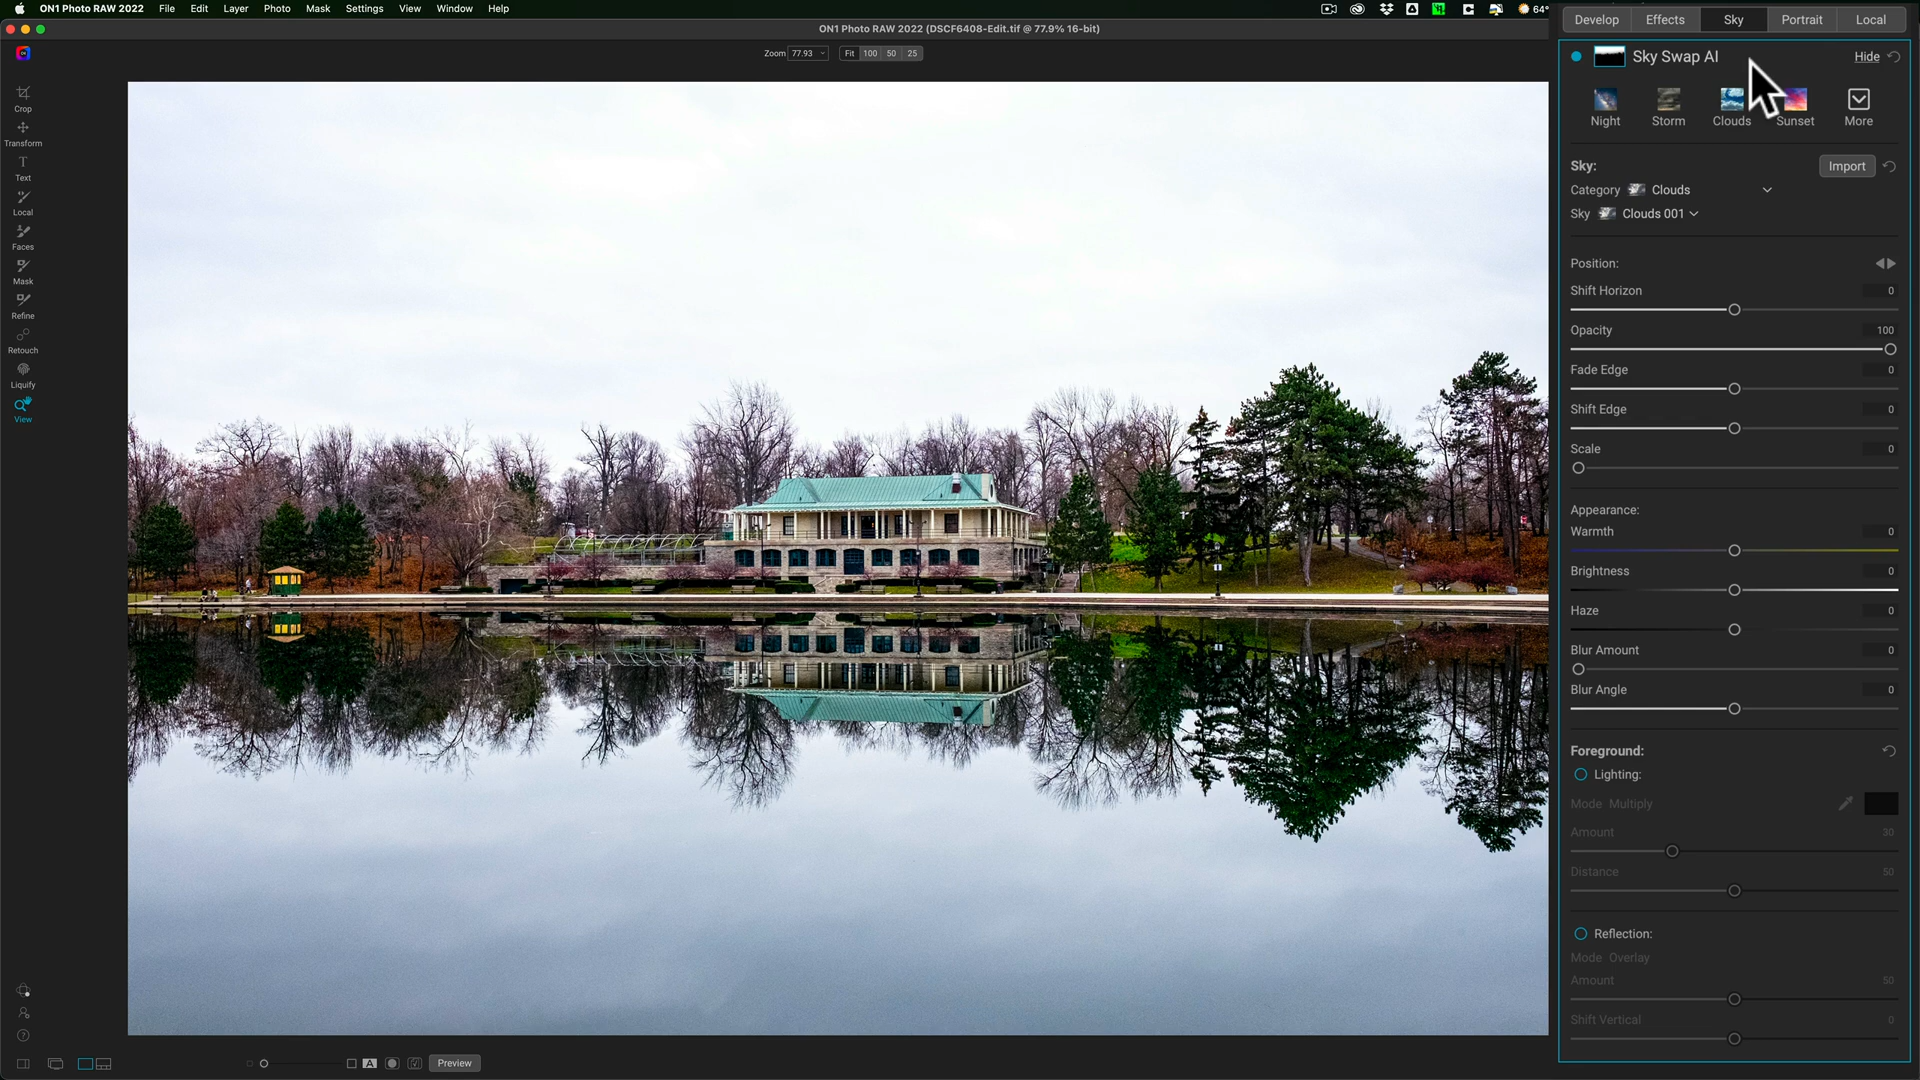 ON1 Photo RAW 2022 File Edit Layer Photo Mask Settings View Window Help 64°
ON1 Photo RAW 2022 (DSCF6408-Edit.tif @ 77.9% 16-bit)
Zoom 77.93 Fit 100 50 25
Crop
Transform
Text
Local
Faces
Mask
Refine
Retouch
Liquify
View
Preview
Develop Effects Sky Portrait Local
Sky Swap AI Hide
Night Storm Clouds Sunset More
Sky: Import
Category Clouds
Sky Clouds 001
Position:
Shift Horizon 0
Opacity 100
Fade Edge 0
Shift Edge 0
Scale 0
Appearance:
Warmth 0
Brightness 0
Haze 0
Blur Amount 0
Blur Angle 0
Foreground:
Lighting:
Mode Multiply
Amount 30
Distance 50
Reflection:
Mode Overlay
Amount 50
Shift Vertical 0